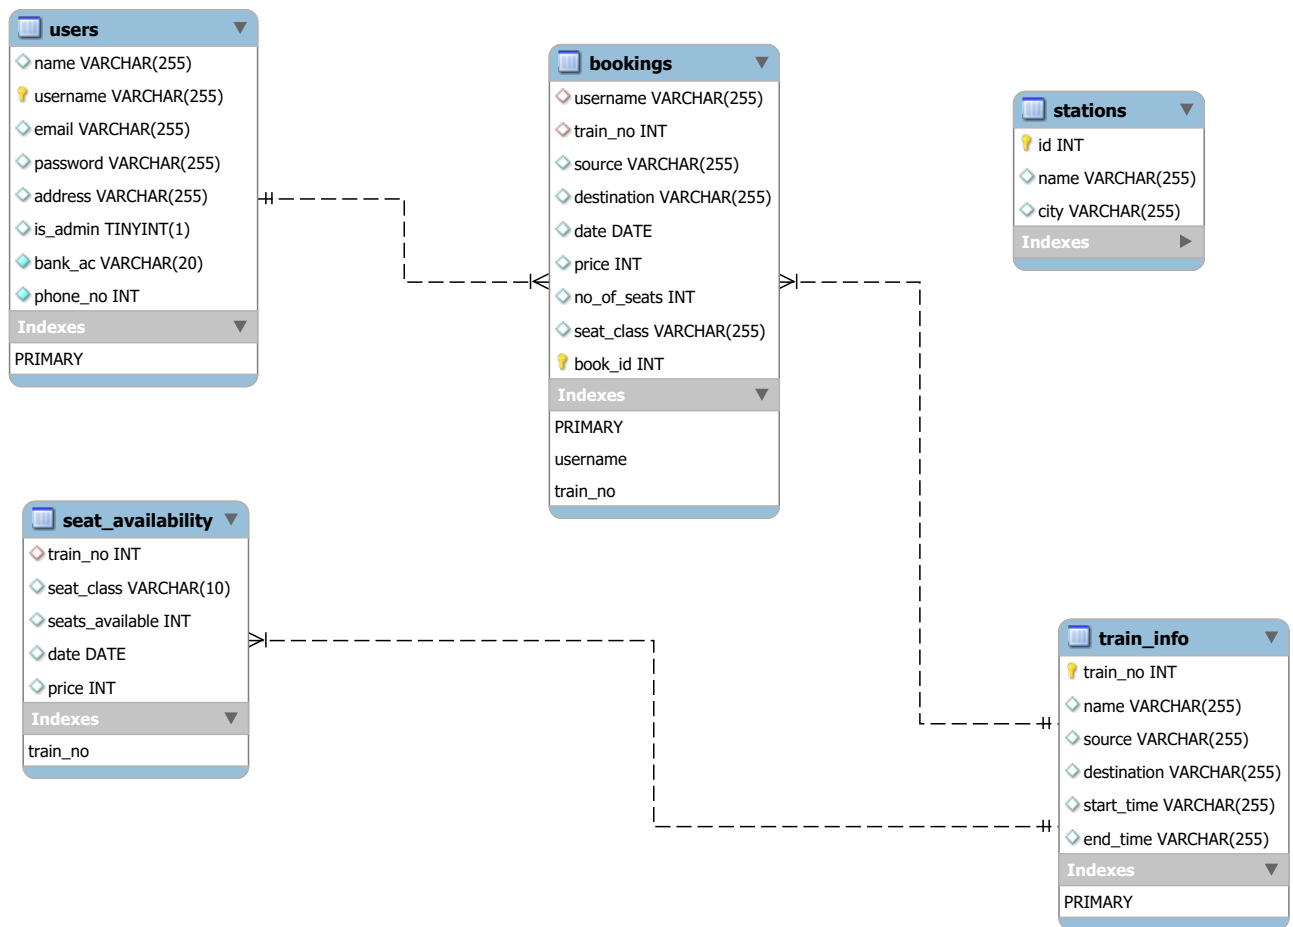 users
name VARCHAR(255)
username VARCHAR(255)
email VARCHAR(255)
password VARCHAR(255)
address VARCHAR(255)
is_admin TINYINT(1)
bank_ac VARCHAR(20)
phone_no INT
Indexes
PRIMARY
bookings
username VARCHAR(255)
train_no INT
source VARCHAR(255)
destination VARCHAR(255)
date DATE
price INT
no_of_seats INT
seat_class VARCHAR(255)
book_id INT
Indexes
PRIMARY
username
train_no
stations
id INT
name VARCHAR(255)
city VARCHAR(255)
Indexes
seat_availability
train_no INT
seat_class VARCHAR(10)
seats_available INT
date DATE
price INT
Indexes
train_no
train_info
train_no INT
name VARCHAR(255)
source VARCHAR(255)
destination VARCHAR(255)
start_time VARCHAR(255)
end_time VARCHAR(255)
Indexes
PRIMARY